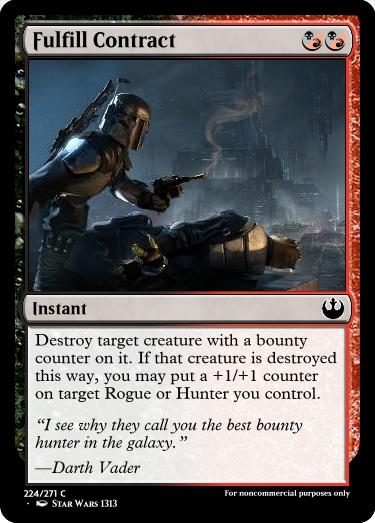 Fulfill Contract
Instant
Destroy target creature with a bounty
counter on it. If that creature is destroyed
this way, you may put a +1/+1 counter
on target Rogue or Hunter you control.
“I see why they call you the best bounty
hunter in the galaxy.”
—Darth Vader
224/271 C
For noncommercial purposes only
· Star Wars 1313